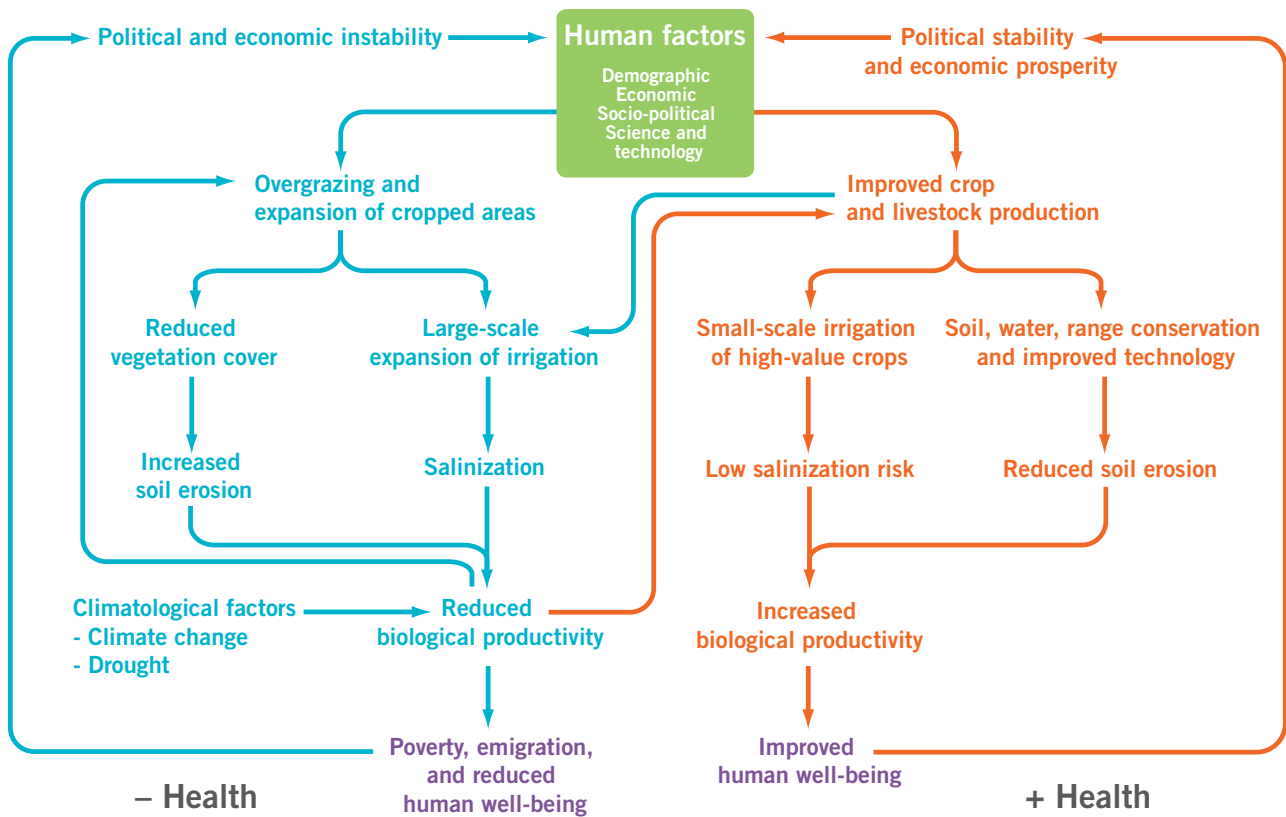 Political and economic instability
Human factors
Demographic
Economic
Socio-political
Science and
technology
Political stability
and economic prosperity
Overgrazing and
expansion of cropped areas
Improved crop
and livestock production
Reduced
vegetation cover
Large-scale
expansion of irrigation
Small-scale irrigation
of high-value crops
Soil, water, range conservation
and improved technology
Increased
soil erosion
Salinization
Low salinization risk
Reduced soil erosion
Climatological factors
- Climate change
- Drought
Reduced
biological productivity
Increased
biological productivity
Poverty, emigration,
and reduced
human well-being
Improved
human well-being
– Health
+ Health